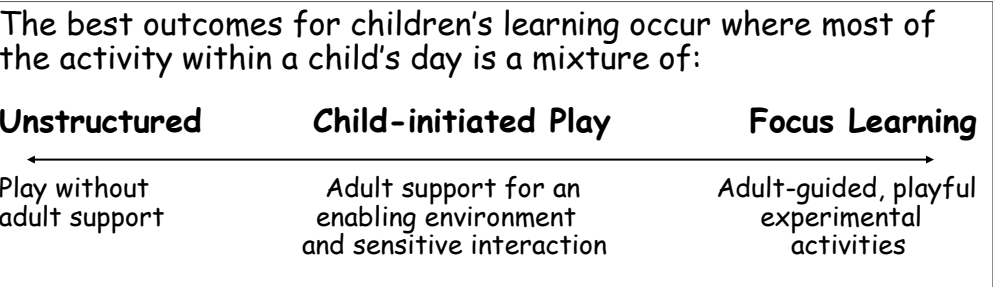 The best outcomes for children's learning occur where most of
the activity within a child's day is a mixture of:
Unstructured
Child-initiated Play
Focus Learning
Play without
adult support
Adult support for an
enabling environment
and sensitive interaction
Adult-guided, playful
experimental
activities